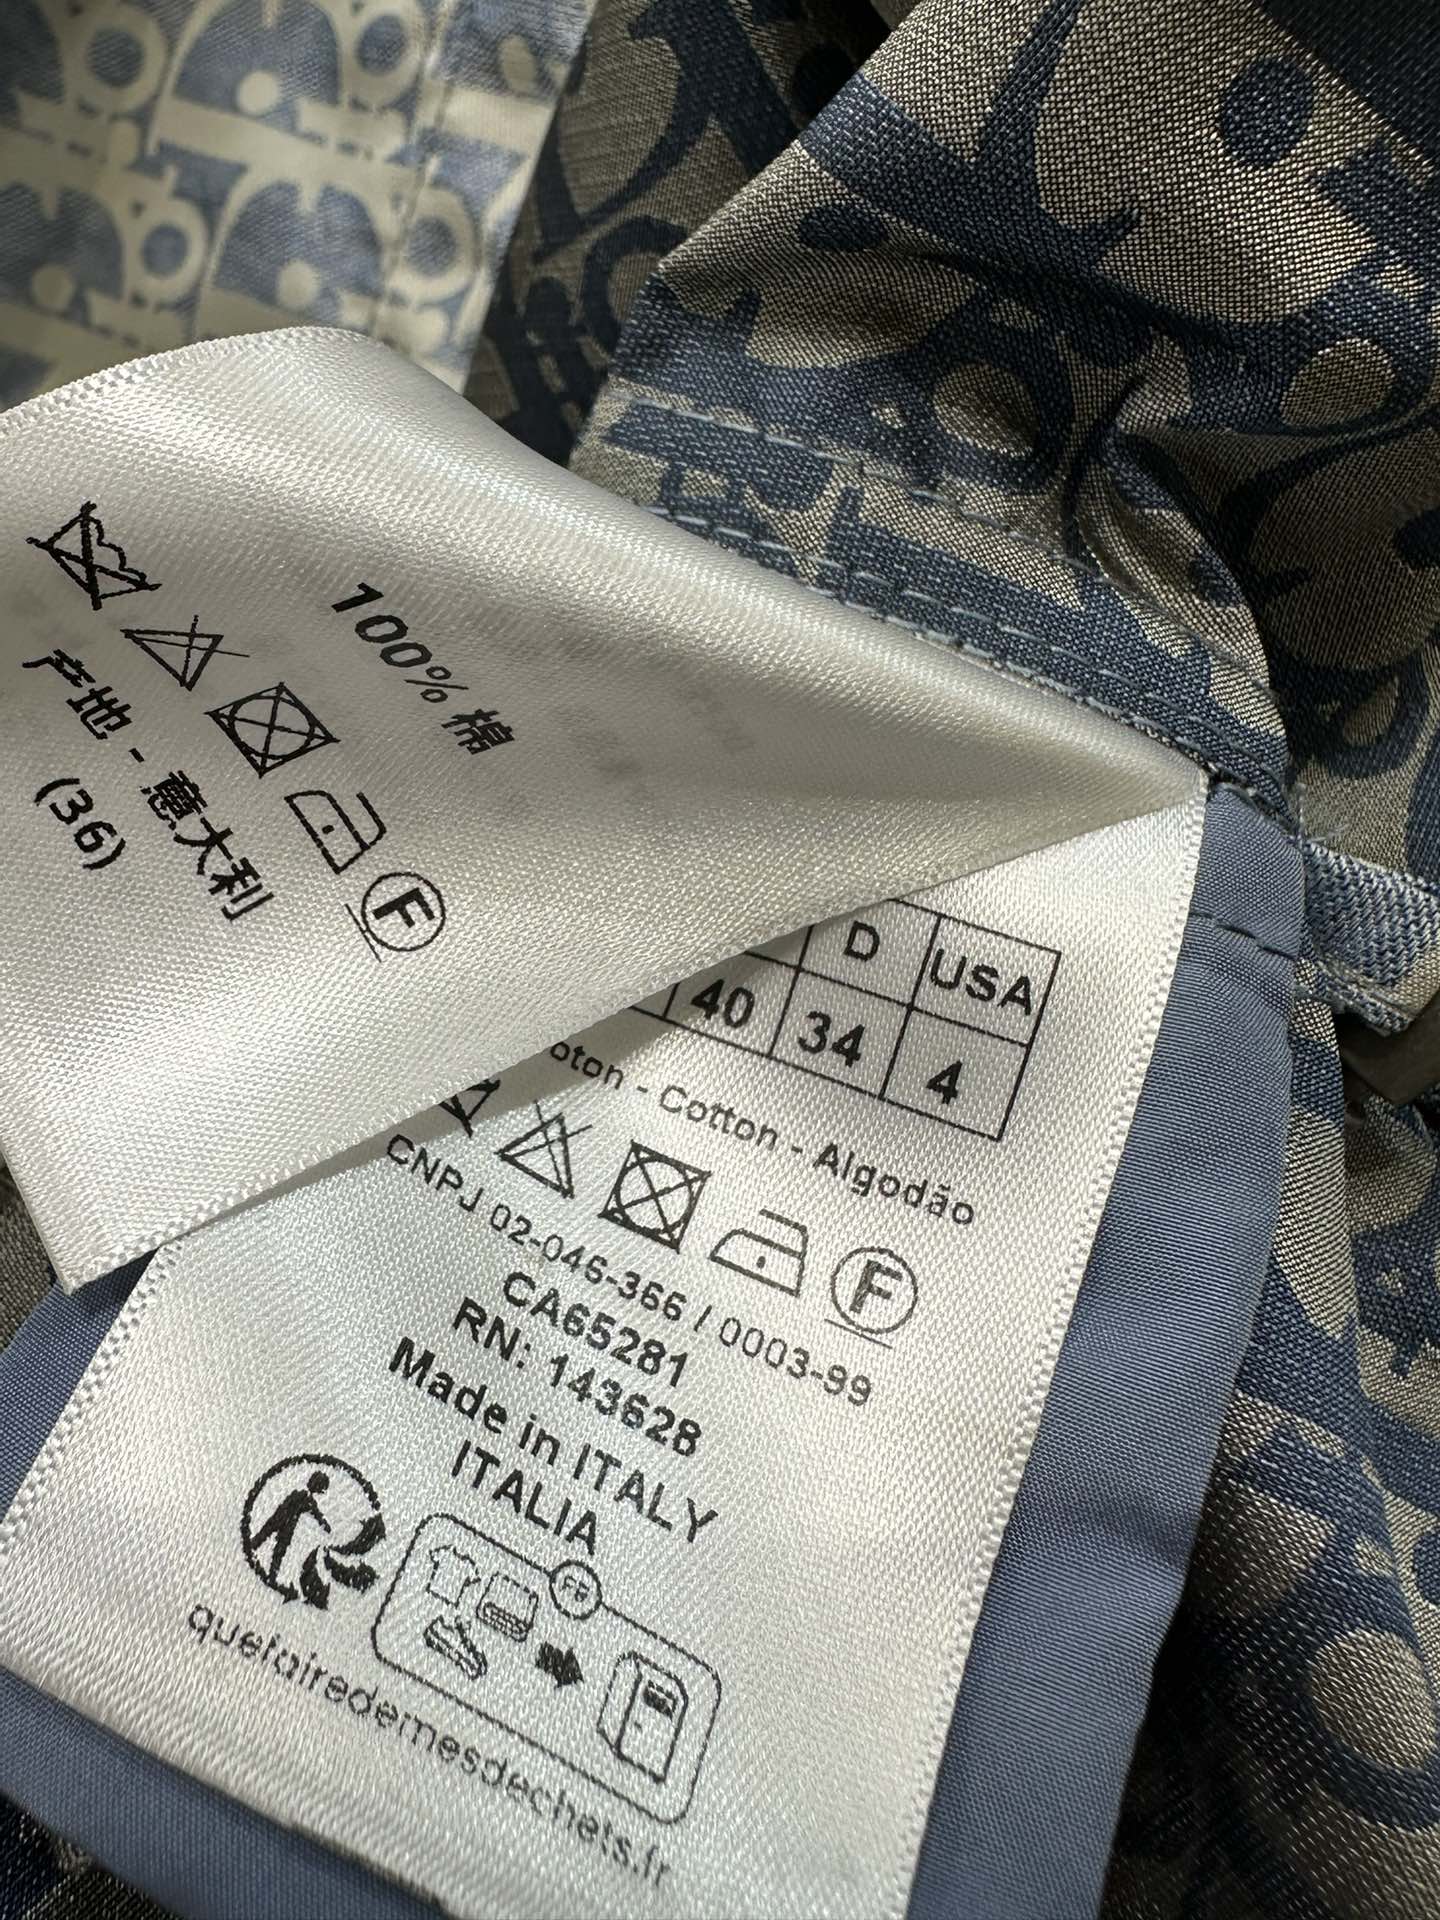 100% 棉
F
产地 - 意大利
(36)
D USA
40 34 4
oton - Cotton - Algodão
F
CNPJ 02-046-366 / 0003-99
CA65281
RN: 143628
Made in ITALY
ITALIA
FR
quefairedemesdechets.fr